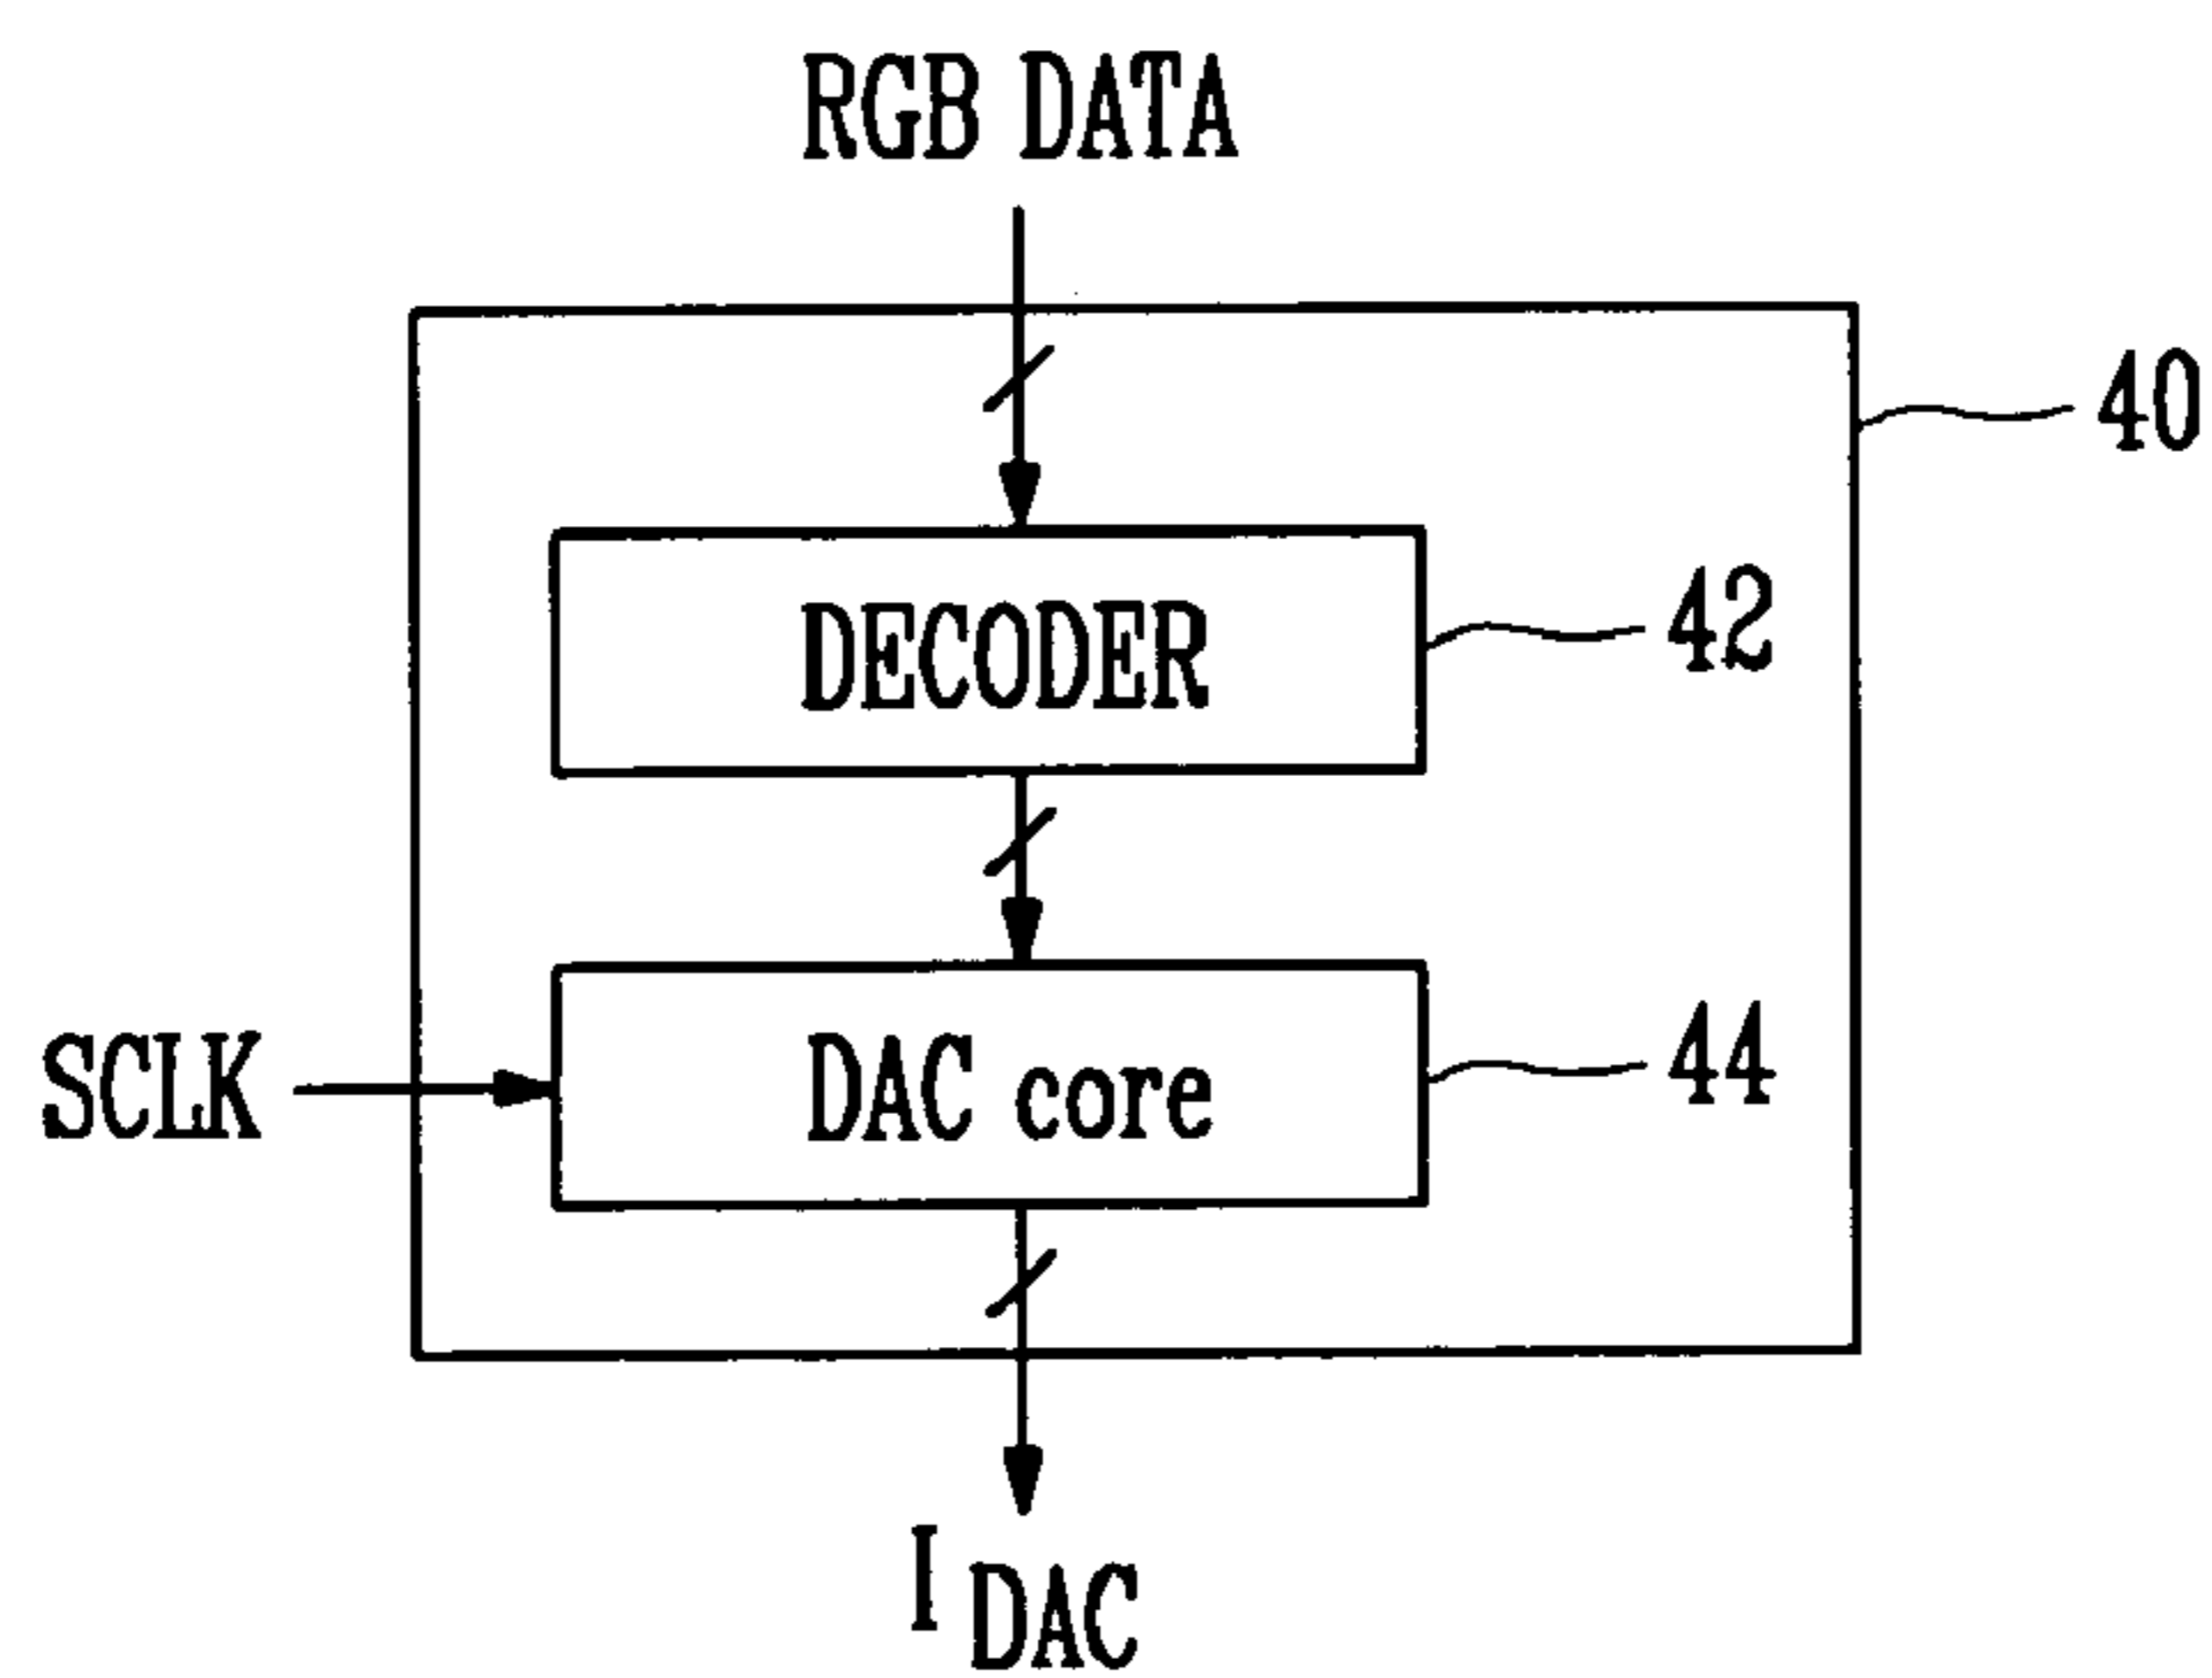 RGB DATA
40
DECODER
42
SCLK
DAC core
44
I DAC